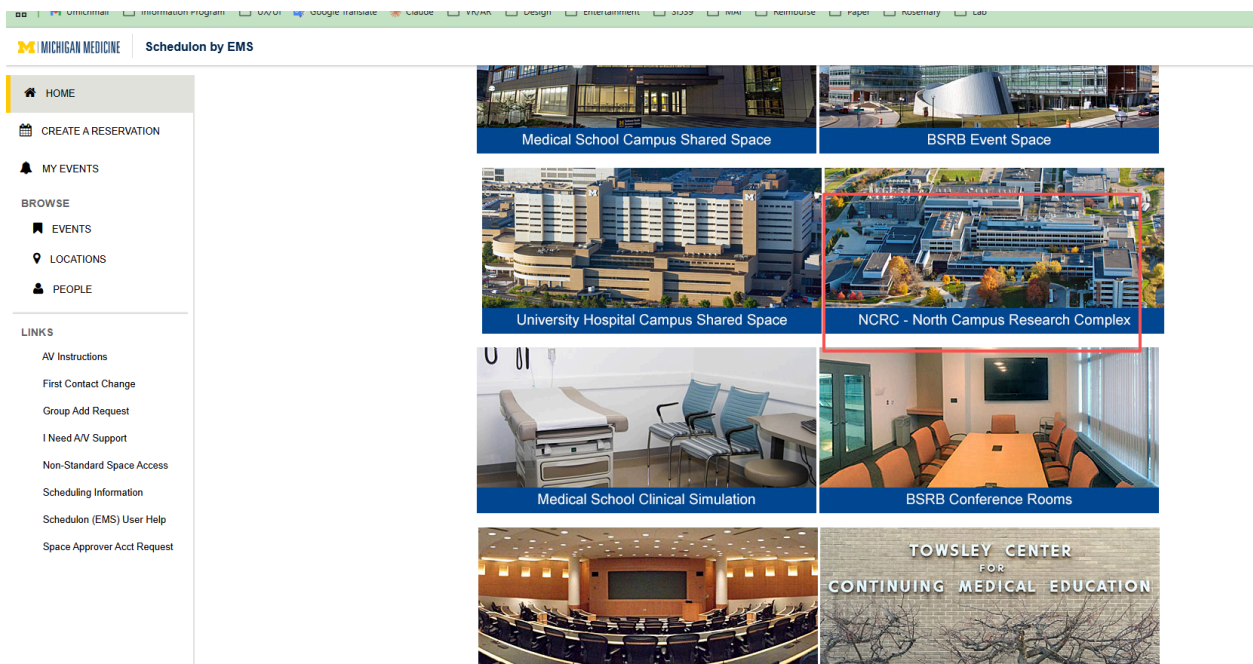 Umichmail
Information Program
UX/UI
Google Translate
Claude
VR/AR
Design
Entertainment
SI539
MAI
Reimburse
Paper
Rosemary
Lab
M | MICHIGAN MEDICINE
Schedulon by EMS
HOME
CREATE A RESERVATION
MY EVENTS
BROWSE
EVENTS
LOCATIONS
PEOPLE
LINKS
AV Instructions
First Contact Change
Group Add Request
I Need A/V Support
Non-Standard Space Access
Scheduling Information
Schedulon (EMS) User Help
Space Approver Acct Request
Medical School Campus Shared Space
BSRB Event Space
University Hospital Campus Shared Space
NCRC - North Campus Research Complex
Medical School Clinical Simulation
BSRB Conference Rooms
TOWSLEY CENTER
FOR
CONTINUING MEDICAL EDUCATION